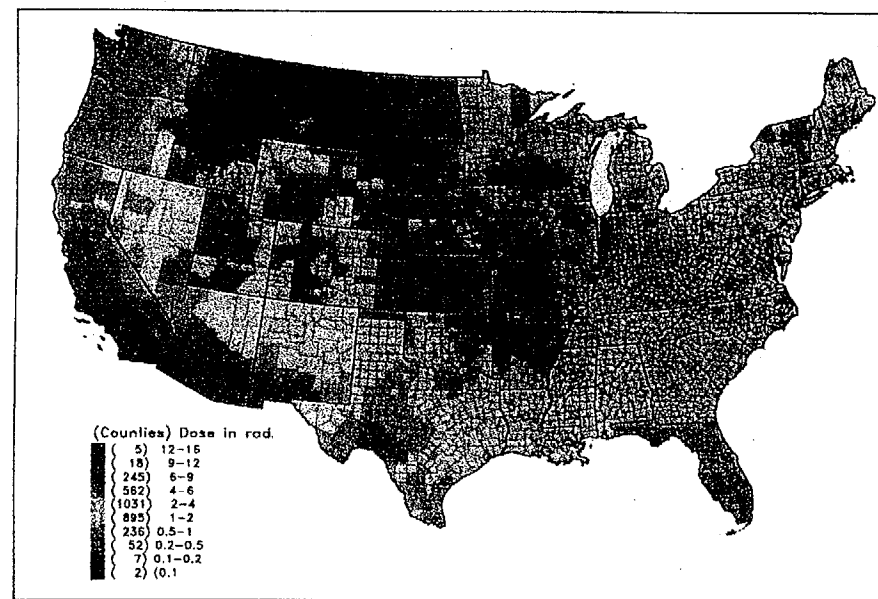 (Counties) Dose in rad.
( 5) 12-16
( 18) 9-12
( 245) 6-9
( 562) 4-6
(1031) 2-4
( 895) 1-2
( 236) 0.5-1
( 52) 0.2-0.5
( 7) 0.1-0.2
( 2) (0.1